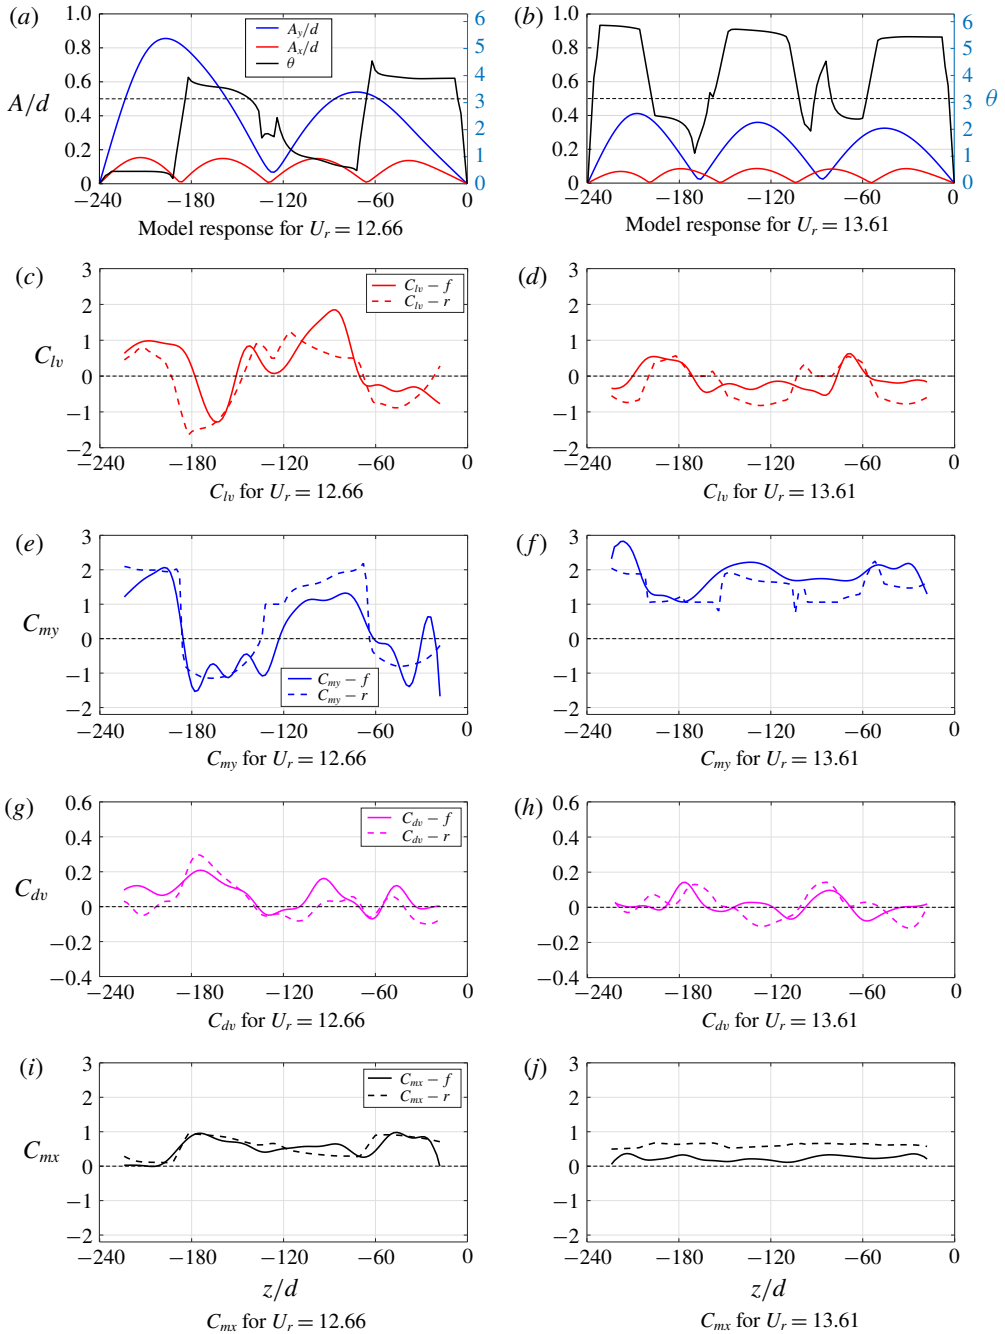 (a)
1.0
0.8
0.6
A/d
0.4
0.2
0
−240 −180 −120 −60 0
6
5
4
3
2
1
0
A_y/d
A_x/d
θ
Model response for U_r = 12.66
(b)
1.0
0.8
0.6
0.4
0.2
0
−240 −180 −120 −60 0
6
5
4
3
2
1
0
θ
Model response for U_r = 13.61
(c)
3
2
1
0
−1
−2
C_lv
C_lv − f
C_lv − r
−240 −180 −120 −60 0
C_lv for U_r = 12.66
(d)
3
2
1
0
−1
−2
−240 −180 −120 −60 0
C_lv for U_r = 13.61
(e)
3
2
1
0
−1
−2
C_my
C_my − f
C_my − r
−240 −180 −120 −60 0
C_my for U_r = 12.66
(f)
3
2
1
0
−1
−2
−240 −180 −120 −60 0
C_my for U_r = 13.61
(g)
0.6
0.4
0.2
0
−0.2
−0.4
C_dv
C_dv − f
C_dv − r
−240 −180 −120 −60 0
C_dv for U_r = 12.66
(h)
0.6
0.4
0.2
0
−0.2
−0.4
−240 −180 −120 −60 0
C_dv for U_r = 13.61
(i)
3
2
1
0
−1
−2
C_mx
C_mx − f
C_mx − r
−240 −180 −120 −60 0
z/d
C_mx for U_r = 12.66
(j)
3
2
1
0
−1
−2
−240 −180 −120 −60 0
z/d
C_mx for U_r = 13.61